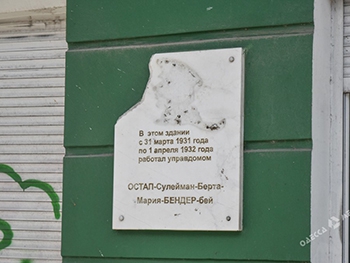 В этом здании
с 31 марта 1931 года
по 1 апреля 1932 года
работал управдомом
ОСТАП-Сулейман-Берта-
Мария-БЕНДЕР-бей
ОДЕССА